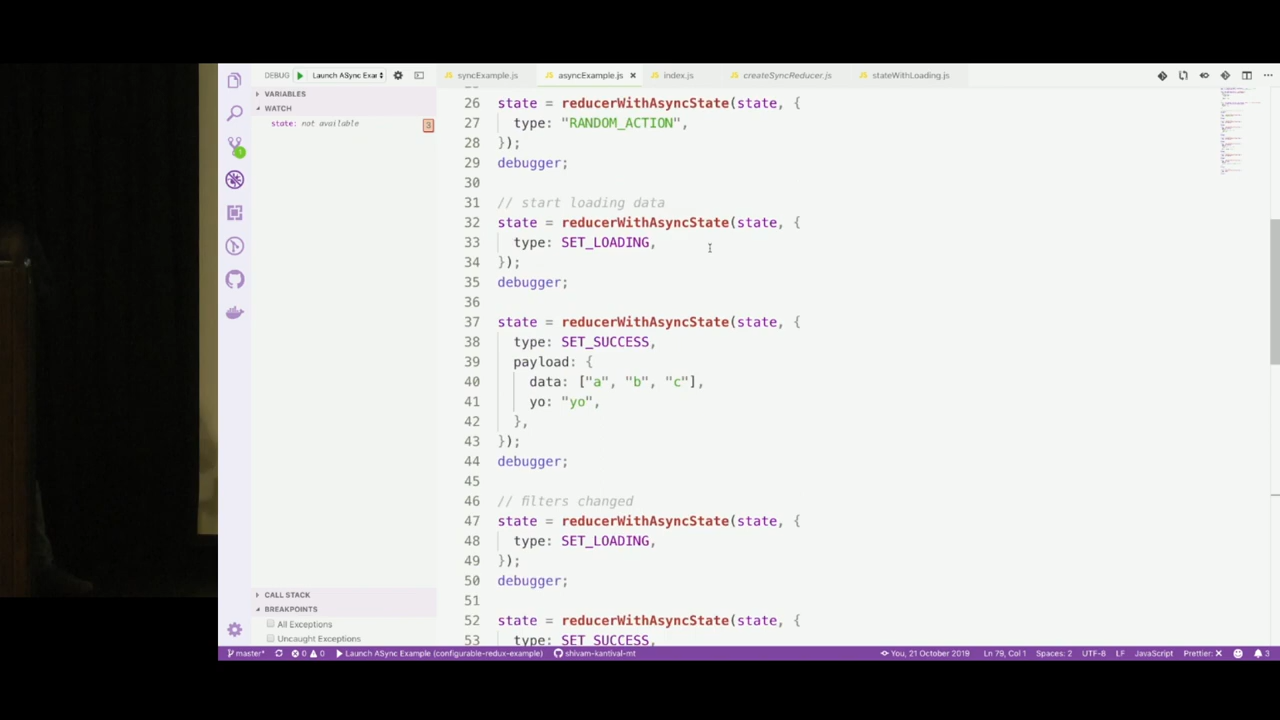 DEBUG Launch ASync Exar
syncExample.js asyncExample.js index.js createSyncReducer.js stateWithLoading.js
VARIABLES
WATCH
state: not available
3
1
26 state = reducerWithAsyncState(state, {
27 type: "RANDOM_ACTION",
28 });
29 debugger;
30
31 // start loading data
32 state = reducerWithAsyncState(state, {
33 type: SET_LOADING,
34 });
35 debugger;
36
37 state = reducerWithAsyncState(state, {
38 type: SET_SUCCESS,
39 payload: {
40 data: ["a", "b", "c"],
41 yo: "yo",
42 },
43 });
44 debugger;
45
46 // filters changed
47 state = reducerWithAsyncState(state, {
48 type: SET_LOADING,
49 });
50 debugger;
51
52 state = reducerWithAsyncState(state, {
53 type: SET_SUCCESS,
CALL STACK
BREAKPOINTS
All Exceptions
Uncaught Exceptions
master* 0 0 Launch ASync Example (configurable-redux-example) shivam-kantival-mt You, 21 October 2019 Ln 79, Col 1 Spaces: 2 UTF-8 LF JavaScript Prettier: × 3